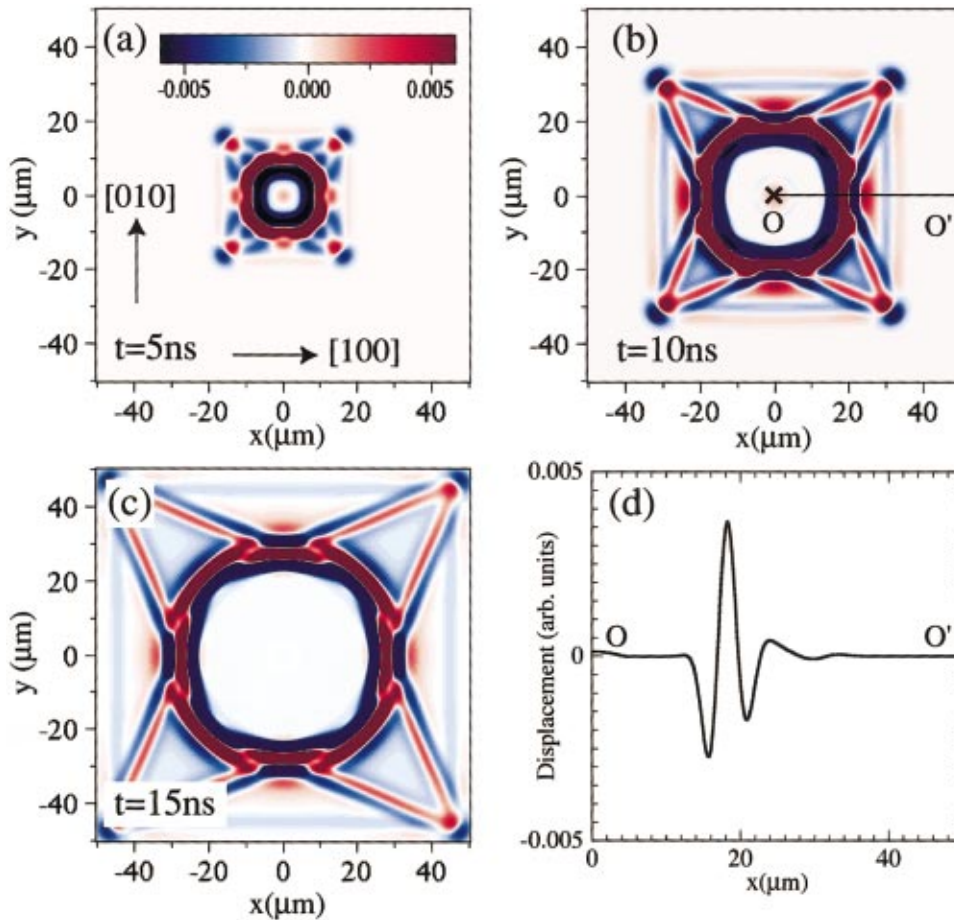 (a)
-0.005 0.000 0.005
40
20
0
-20
-40
y (μm)
[010]
t=5ns
[100]
-40 -20 0 20 40
x(μm)
(b)
40
20
0
-20
-40
y (μm)
O
O'
t=10ns
-40 -20 0 20 40
x(μm)
(c)
40
20
0
-20
-40
y (μm)
t=15ns
-40 -20 0 20 40
x(μm)
(d)
0.005
0
-0.005
Displacement (arb. units)
O
O'
0 20 40
x(μm)